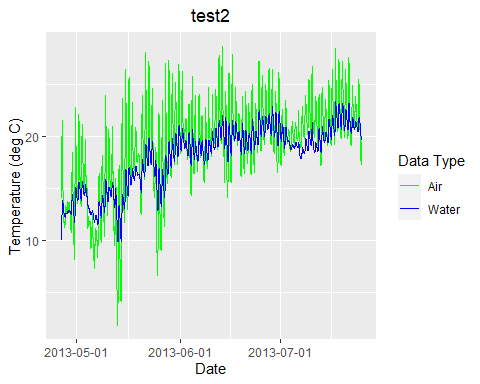 test2
Temperature (deg C)
20
10
2013-05-01 2013-06-01 2013-07-01
Date
Data Type
Air
Water